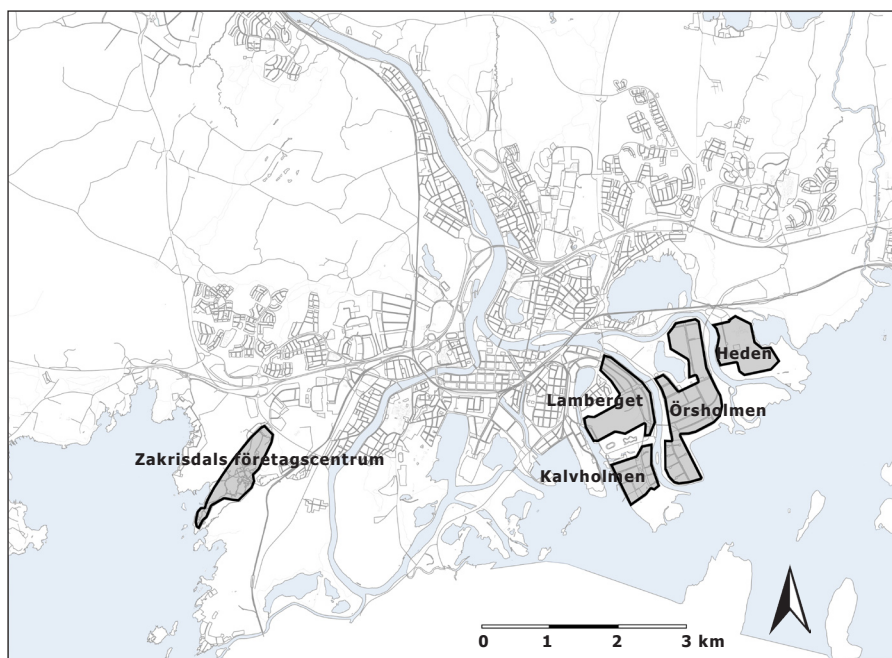 Heden
Lamberget
Örsholmen
Zakrisdals företagscentrum
Kalvholmen
0 1 2 3 km